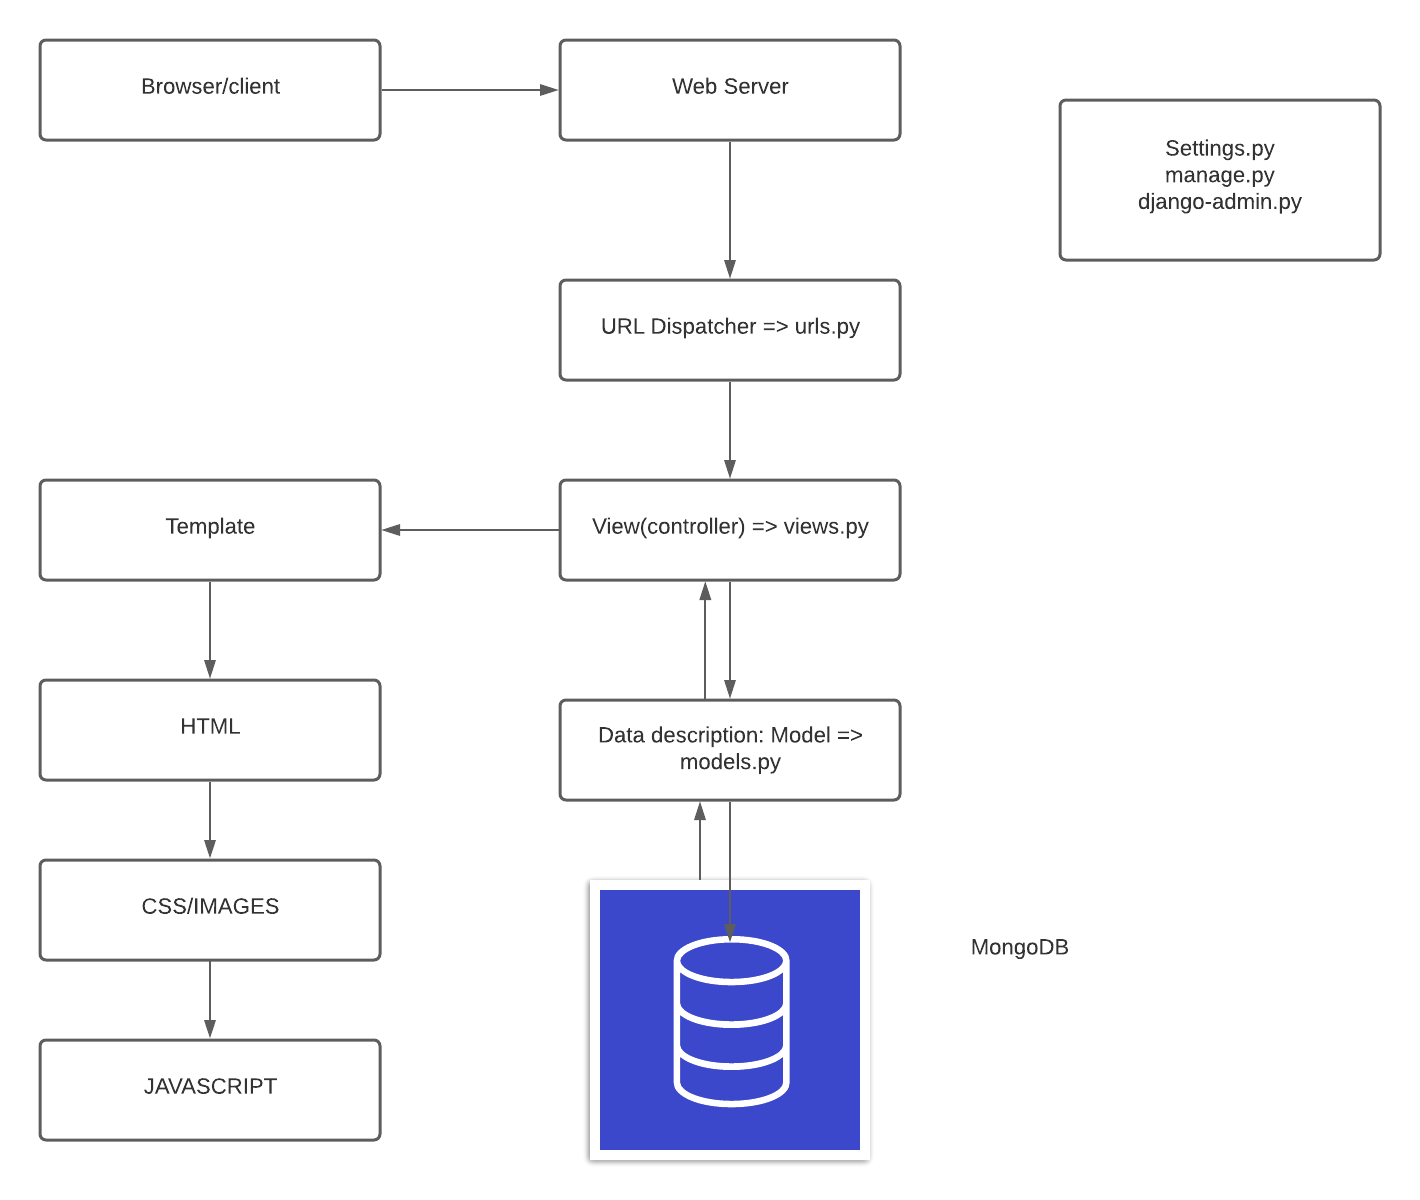 Browser/client
Web Server
Settings.py
manage.py
django-admin.py
URL Dispatcher => urls.py
Template
View(controller) => views.py
HTML
Data description: Model =>
models.py
CSS/IMAGES
MongoDB
JAVASCRIPT